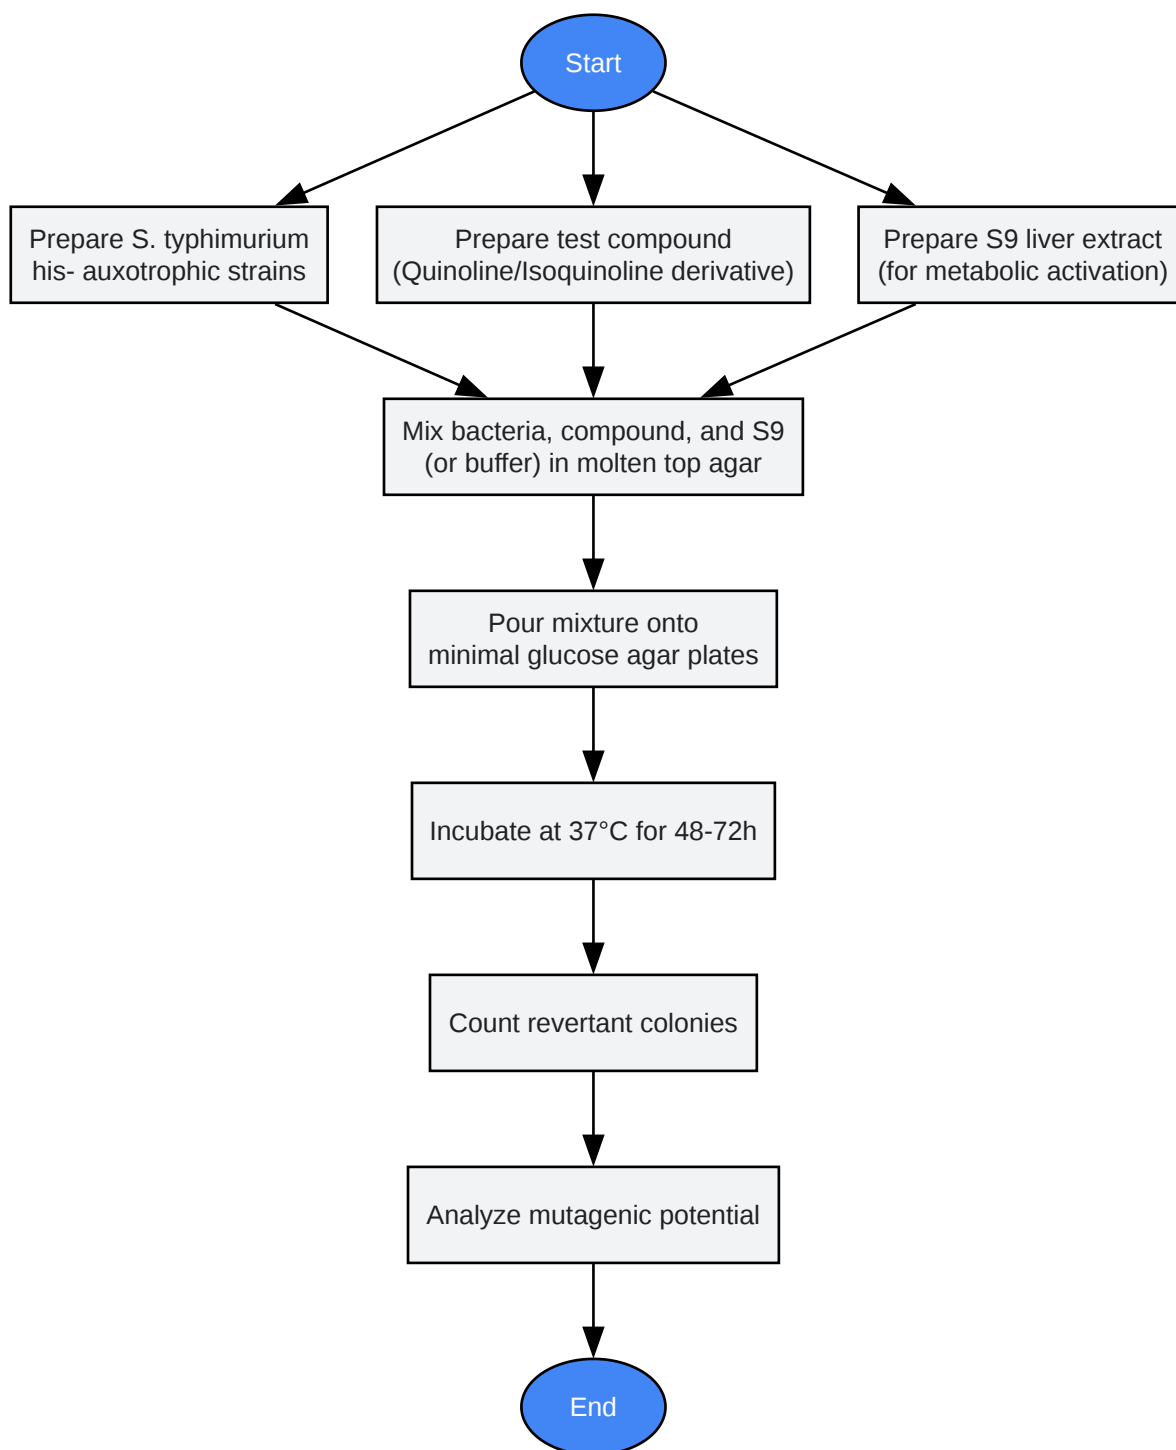 Start
Prepare S. typhimurium
his- auxotrophic strains
Prepare test compound
(Quinoline/Isoquinoline derivative)
Prepare S9 liver extract
(for metabolic activation)
Mix bacteria, compound, and S9
(or buffer) in molten top agar
Pour mixture onto
minimal glucose agar plates
Incubate at 37°C for 48-72h
Count revertant colonies
Analyze mutagenic potential
End